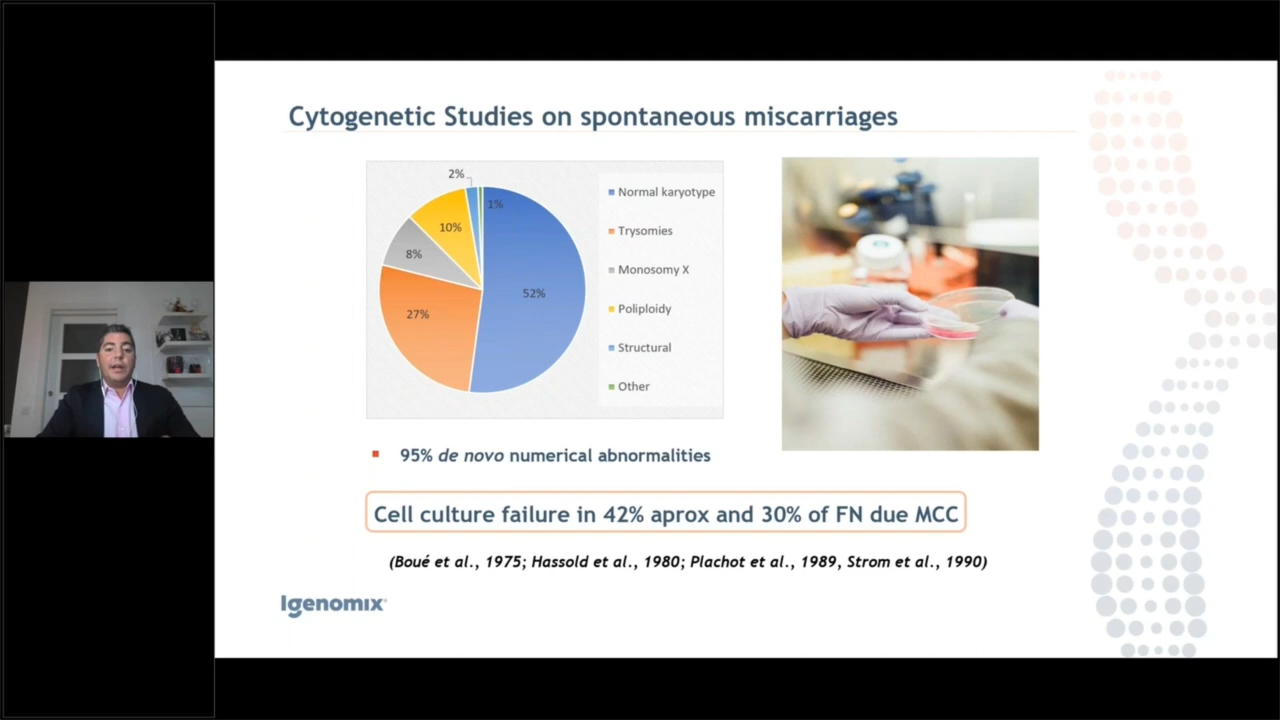 Cytogenetic Studies on spontaneous miscarriages
2%
1%
10%
8%
52%
27%
Normal karyotype
Trysomies
Monosomy X
Poliploidy
Structural
Other
95% de novo numerical abnormalities
Cell culture failure in 42% aprox and 30% of FN due MCC
(Boué et al., 1975; Hassold et al., 1980; Plachot et al., 1989, Strom et al., 1990)
Igenomix